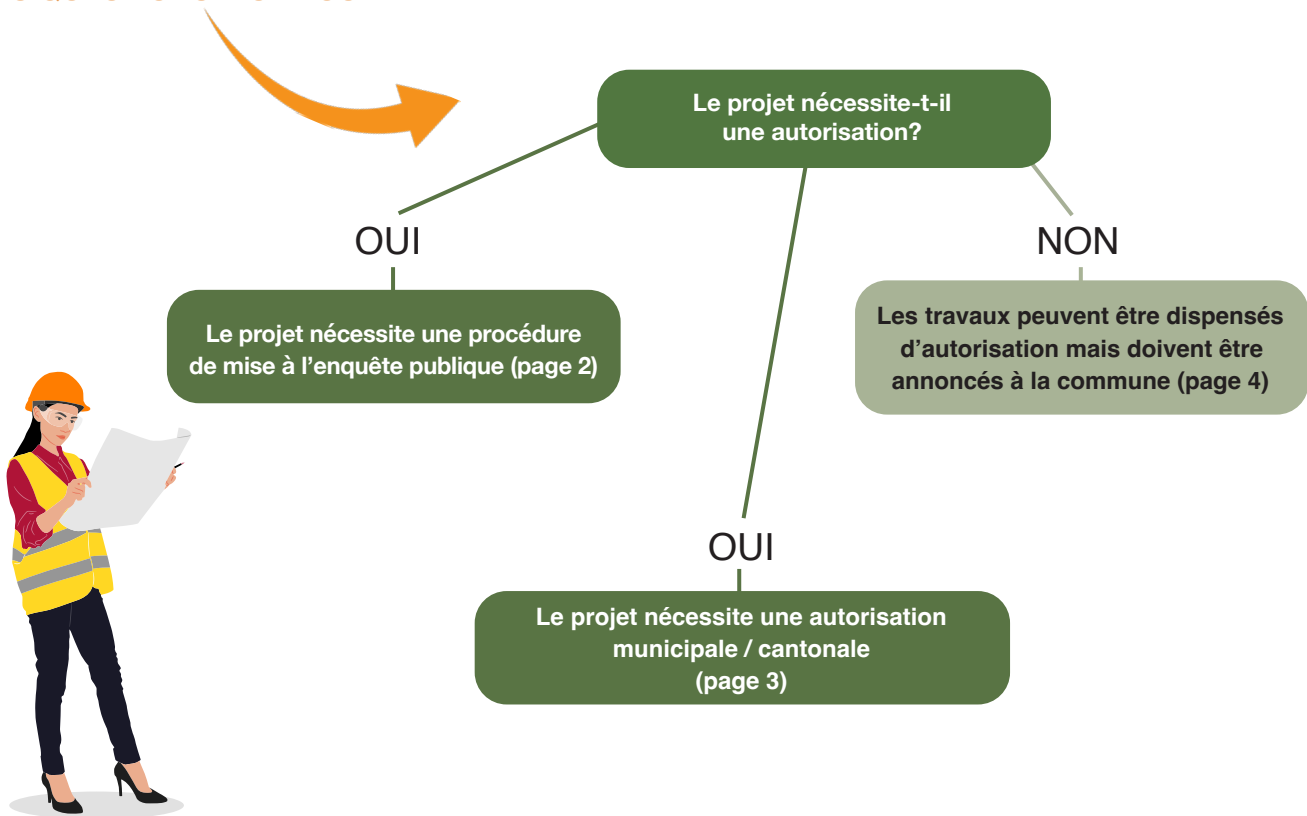 Le projet nécessite-t-il
une autorisation?
OUI
NON
Le projet nécessite une procédure
de mise à l’enquête publique (page 2)
Les travaux peuvent être dispensés
d’autorisation mais doivent être
annoncés à la commune (page 4)
OUI
Le projet nécessite une autorisation
municipale / cantonale
(page 3)